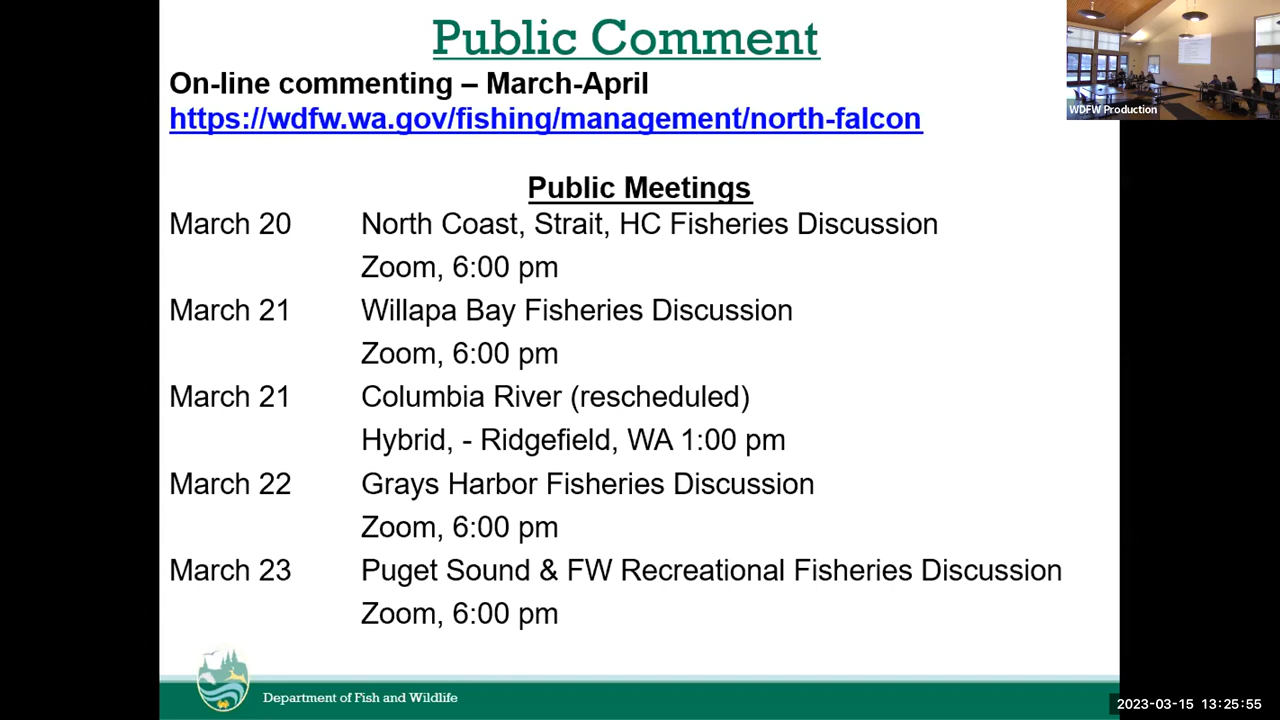 Public Comment
On-line commenting – March-April
https://wdfw.wa.gov/fishing/management/north-falcon
WDFW Production
Public Meetings
March 20 North Coast, Strait, HC Fisheries Discussion
Zoom, 6:00 pm
March 21 Willapa Bay Fisheries Discussion
Zoom, 6:00 pm
March 21 Columbia River (rescheduled)
Hybrid, - Ridgefield, WA 1:00 pm
March 22 Grays Harbor Fisheries Discussion
Zoom, 6:00 pm
March 23 Puget Sound & FW Recreational Fisheries Discussion
Zoom, 6:00 pm
Department of Fish and Wildlife
2023-03-15 13:25:55